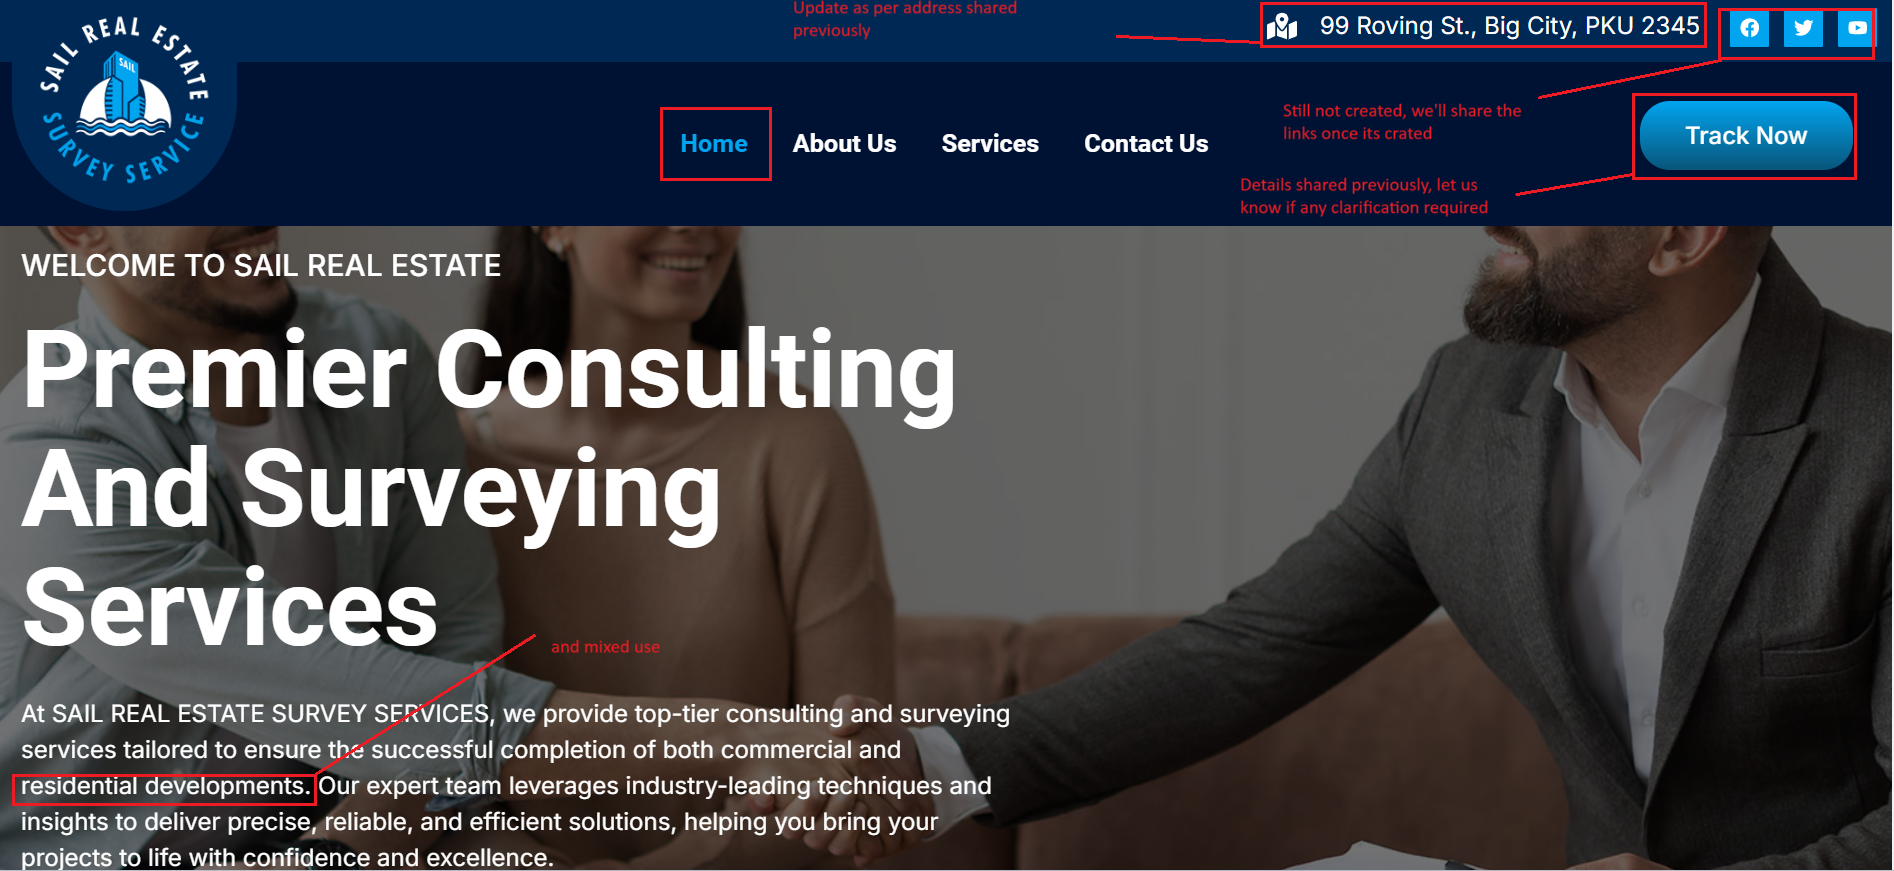 Update as per address shared
previously
99 Roving St., Big City, PKU 2345
SAIL REAL ESTATE
SAIL
SURVEY SERVICE
Still not created, we'll share the
links once its crated
Home
About Us
Services
Contact Us
Track Now
Details shared previously, let us
know if any clarification required
WELCOME TO SAIL REAL ESTATE
Premier Consulting
And Surveying
Services
and mixed use
At SAIL REAL ESTATE SURVEY SERVICES, we provide top-tier consulting and surveying
services tailored to ensure the successful completion of both commercial and
residential developments. Our expert team leverages industry-leading techniques and
insights to deliver precise, reliable, and efficient solutions, helping you bring your
projects to life with confidence and excellence.